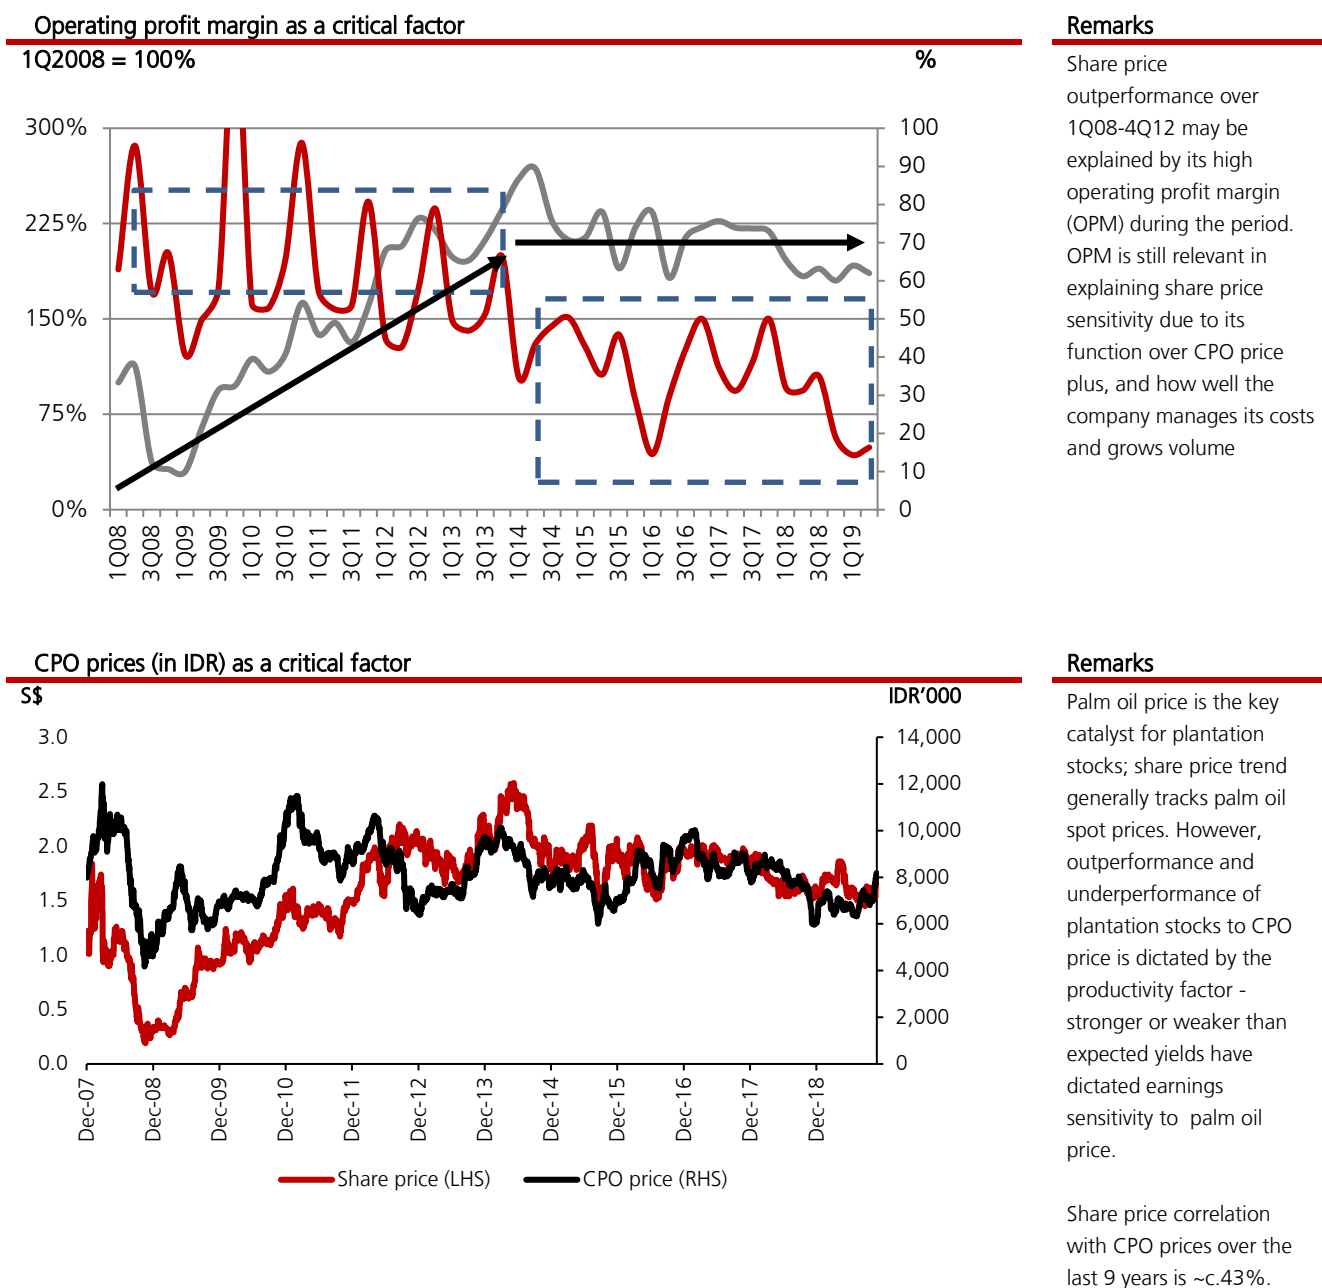 Operating profit margin as a critical factor
1Q2008 = 100%
%
300%
225%
150%
75%
0%
100
90
80
70
60
50
40
30
20
10
0
1Q08
3Q08
1Q09
3Q09
1Q10
3Q10
1Q11
3Q11
1Q12
3Q12
1Q13
3Q13
1Q14
3Q14
1Q15
3Q15
1Q16
3Q16
1Q17
3Q17
1Q18
3Q18
1Q19
Remarks
Share price
outperformance over
1Q08-4Q12 may be
explained by its high
operating profit margin
(OPM) during the period.
OPM is still relevant in
explaining share price
sensitivity due to its
function over CPO price
plus, and how well the
company manages its costs
and grows volume
CPO prices (in IDR) as a critical factor
S$
IDR’000
3.0
2.5
2.0
1.5
1.0
0.5
0.0
14,000
12,000
10,000
8,000
6,000
4,000
2,000
0
Dec-07
Dec-08
Dec-09
Dec-10
Dec-11
Dec-12
Dec-13
Dec-14
Dec-15
Dec-16
Dec-17
Dec-18
Share price (LHS)
CPO price (RHS)
Remarks
Palm oil price is the key
catalyst for plantation
stocks; share price trend
generally tracks palm oil
spot prices. However,
outperformance and
underperformance of
plantation stocks to CPO
price is dictated by the
productivity factor -
stronger or weaker than
expected yields have
dictated earnings
sensitivity to  palm oil
price.
Share price correlation
with CPO prices over the
last 9 years is ~c.43%.